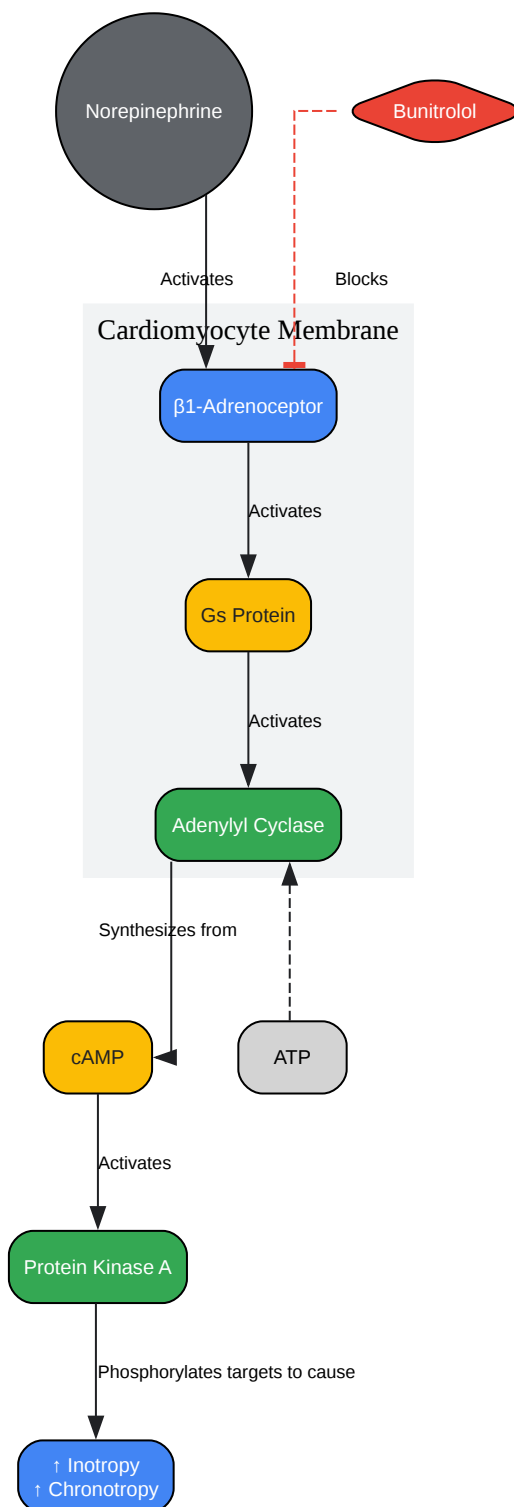 Norepinephrine
Bunitrolol
Activates
Blocks
Cardiomyocyte Membrane
β1-Adrenoceptor
Activates
Gs Protein
Activates
Adenylyl Cyclase
Synthesizes from
cAMP
ATP
Activates
Protein Kinase A
Phosphorylates targets to cause
↑ Inotropy
↑ Chronotropy